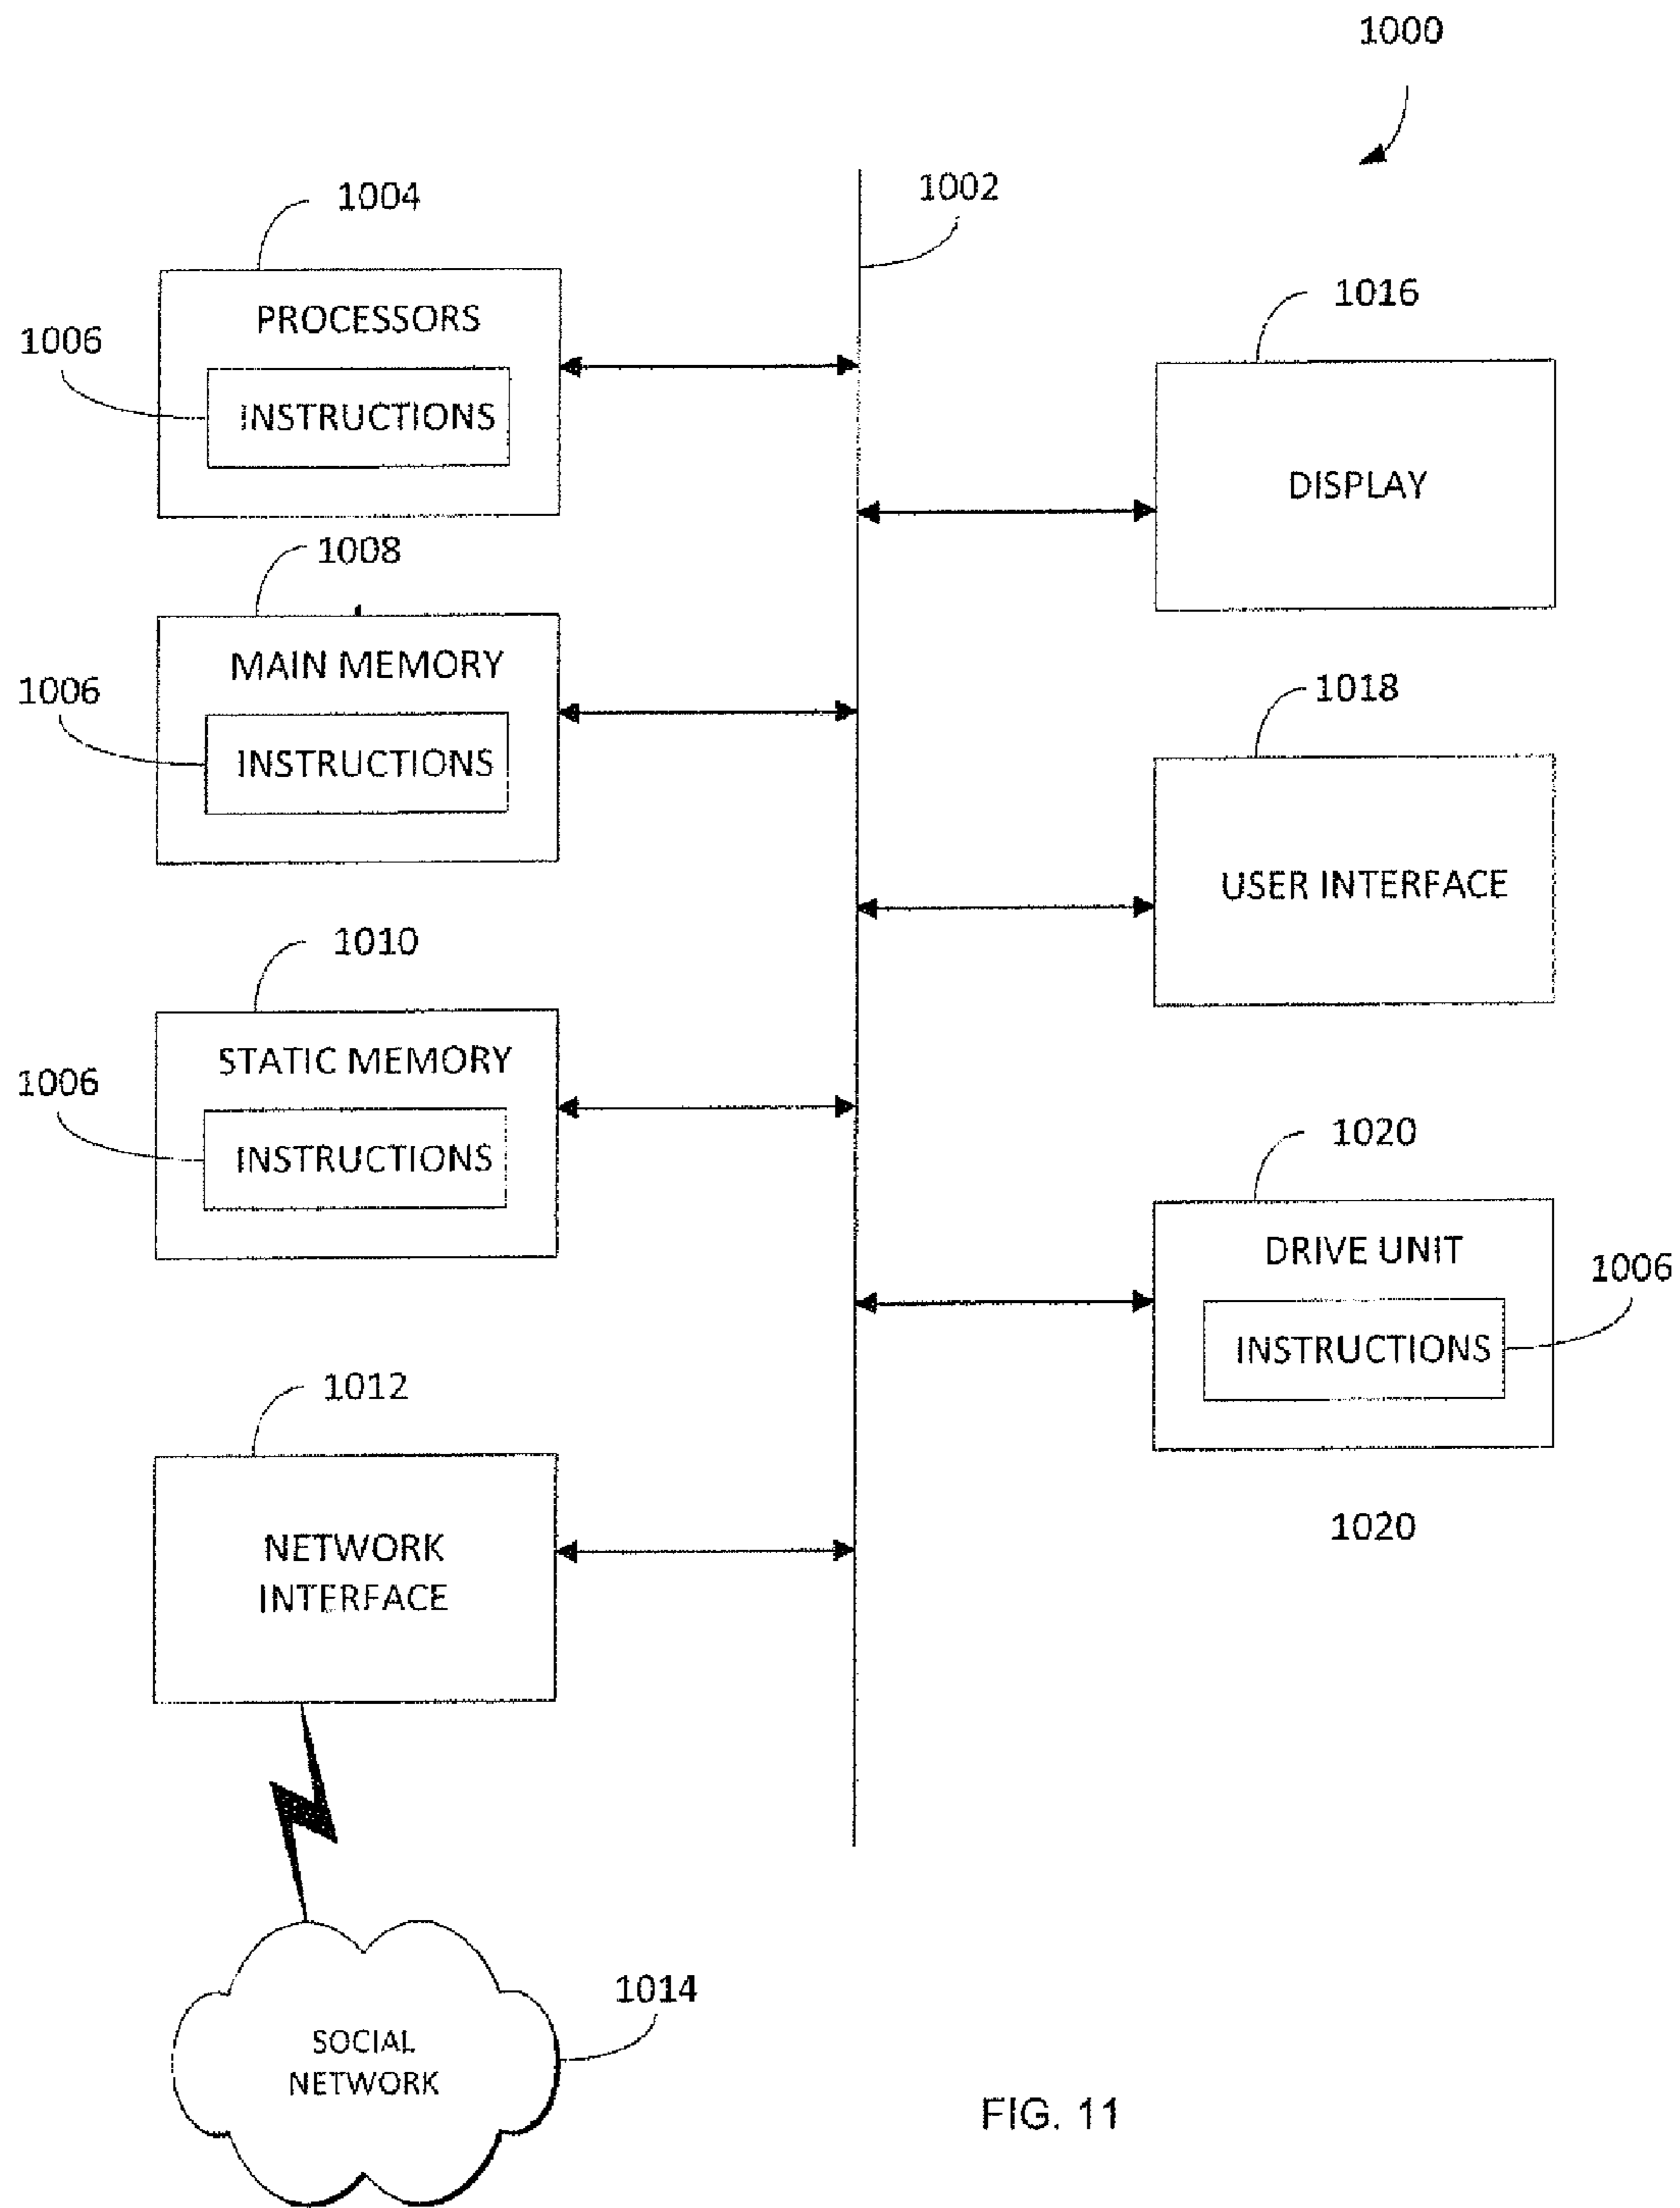 1000
1002
1004
PROCESSORS
1006
INSTRUCTIONS
1016
DISPLAY
1008
MAIN MEMORY
1006
INSTRUCTIONS
1018
USER INTERFACE
1010
STATIC MEMORY
1006
INSTRUCTIONS
1020
DRIVE UNIT
1006
INSTRUCTIONS
1020
1012
NETWORK
INTERFACE
1014
SOCIAL
NETWORK
FIG. 11